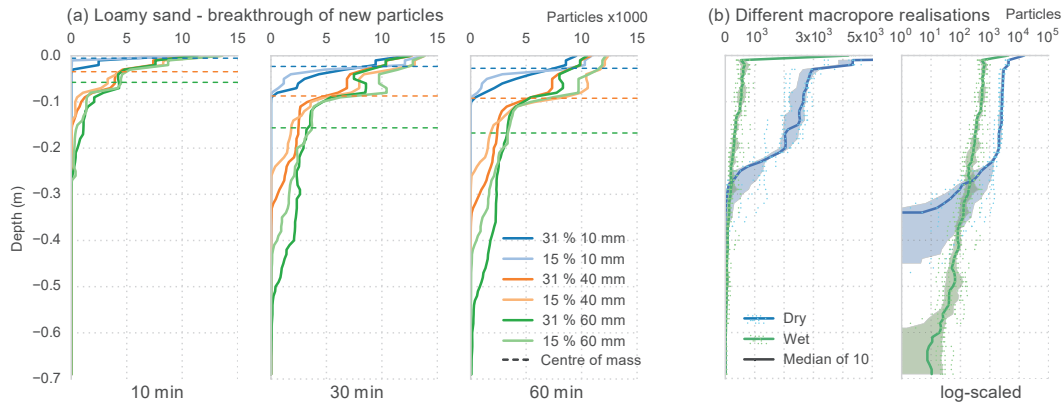 (a) Loamy sand - breakthrough of new particles
Particles x1000
(b) Different macropore realisations
Particles
0 5 10 15
0 5 10 15
0 5 10 15
0 10³ 3×10³ 5×10³
10⁰ 10¹ 10² 10³ 10⁴ 10⁵
0.0
−0.1
−0.2
−0.3
−0.4
−0.5
−0.6
−0.7
Depth (m)
31 % 10 mm
15 % 10 mm
31 % 40 mm
15 % 40 mm
31 % 60 mm
15 % 60 mm
Centre of mass
Dry
Wet
Median of 10
10 min
30 min
60 min
log-scaled